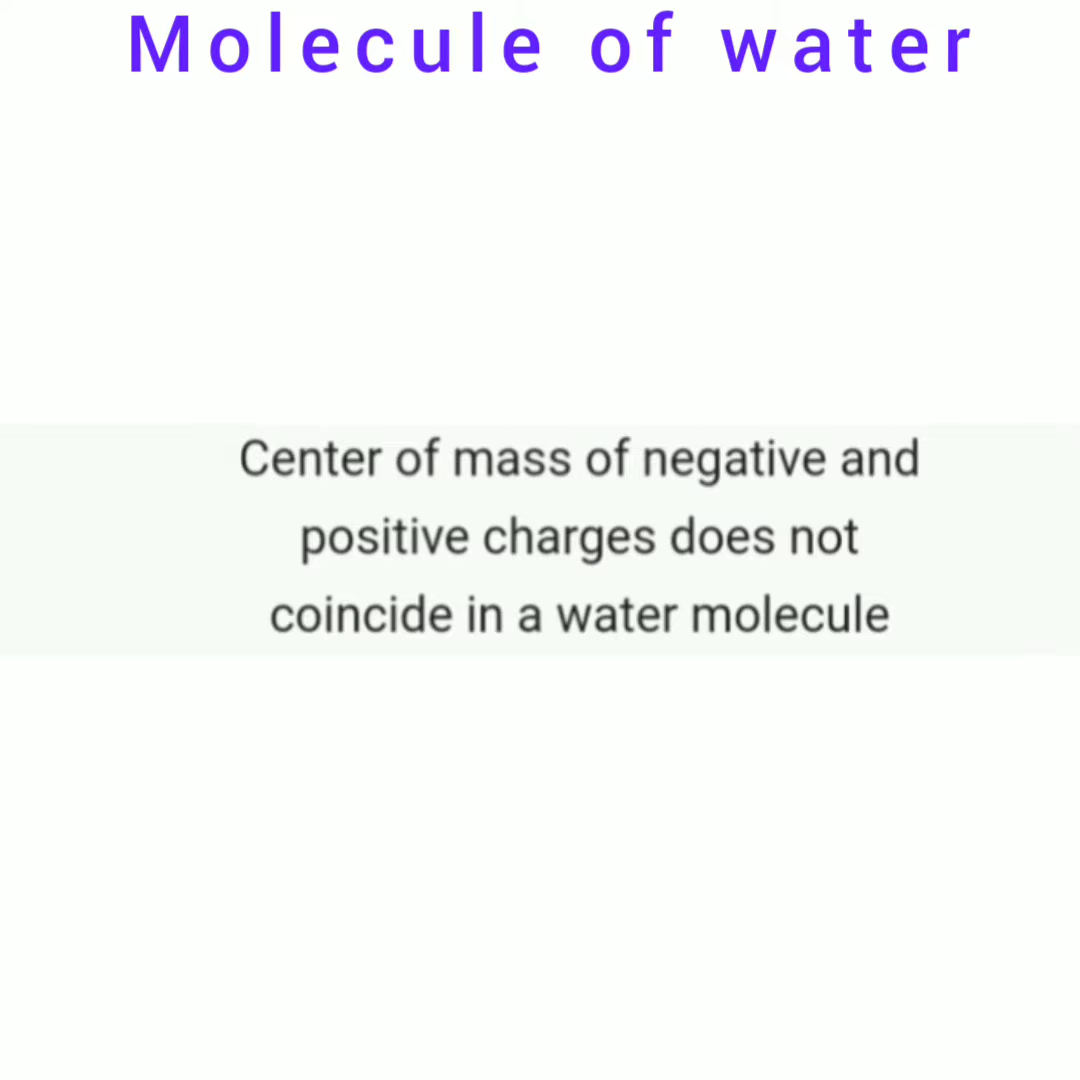 Molecule of water
Center of mass of negative and
positive charges does not
coincide in a water molecule